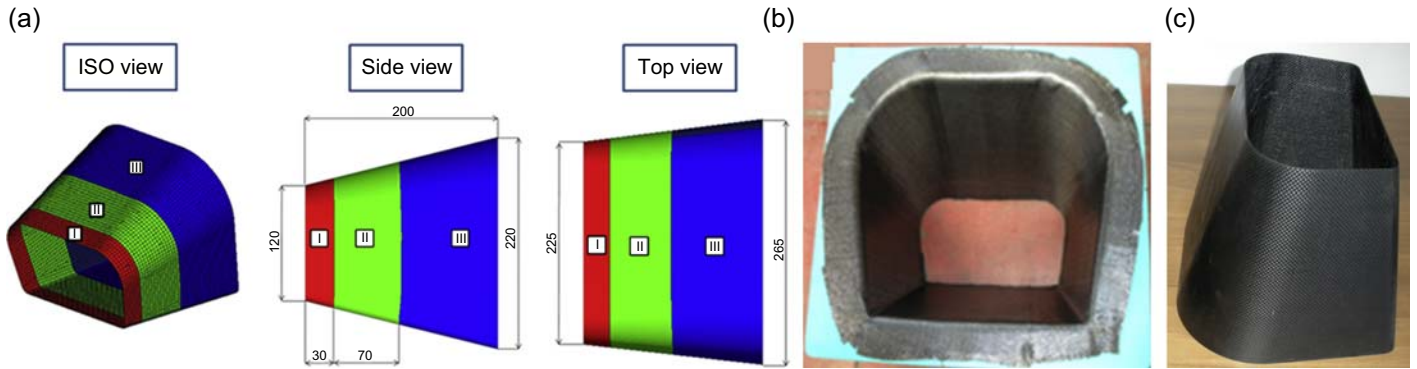 (a)
ISO view
III
II
I
Side view
200
120
I
II
III
220
30
70
Top view
225
I
II
III
265
(b)
(c)